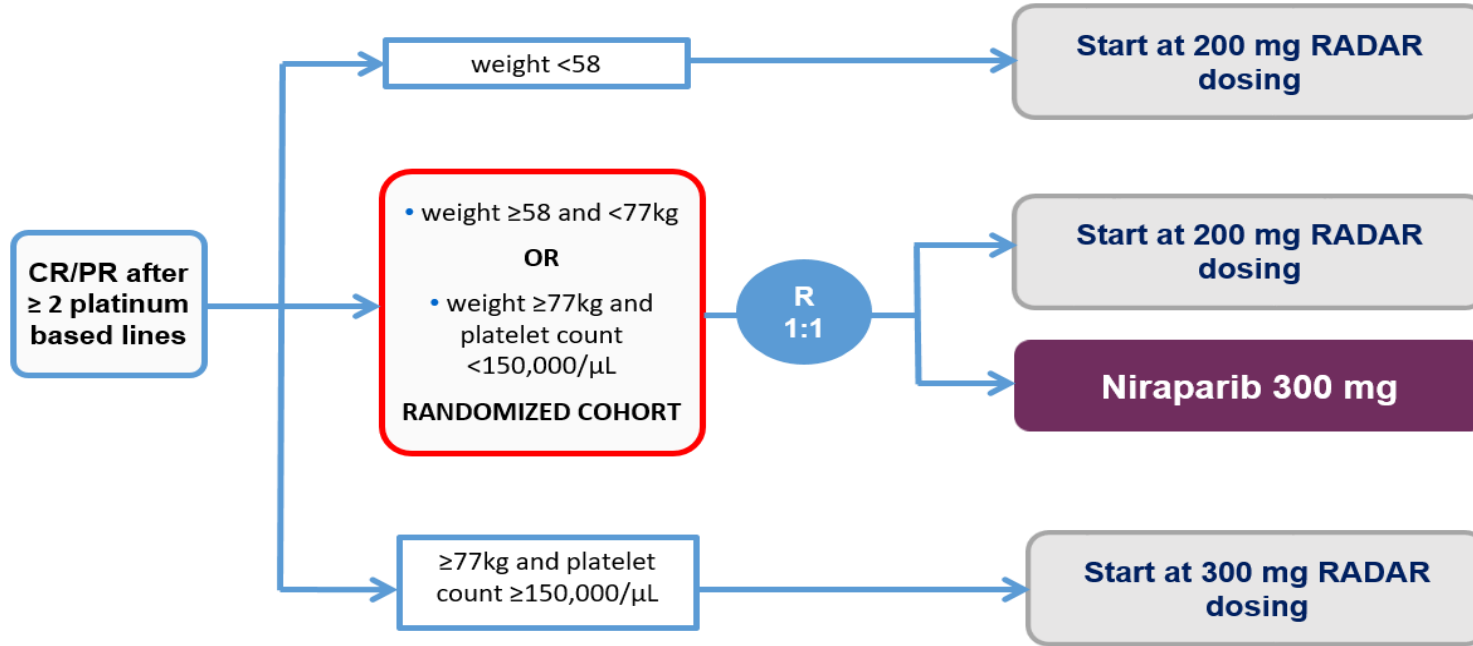 weight <58
Start at 200 mg RADAR
dosing
CR/PR after
≥ 2 platinum
based lines
• weight ≥58 and <77kg
OR
• weight ≥77kg and
platelet count
<150,000/µL
RANDOMIZED COHORT
R
1:1
Start at 200 mg RADAR
dosing
Niraparib 300 mg
≥77kg and platelet
count ≥150,000/µL
Start at 300 mg RADAR
dosing